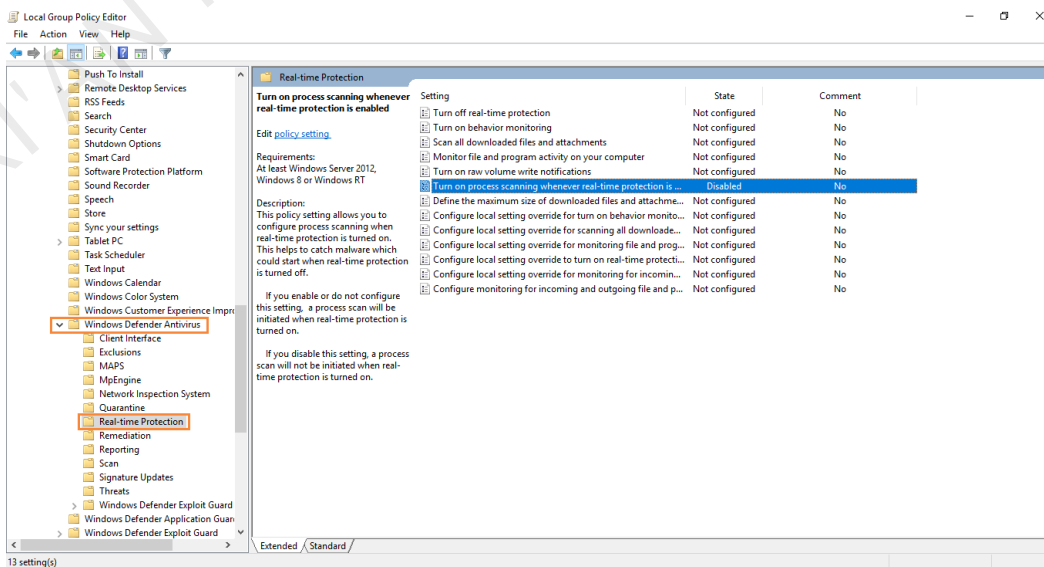 Local Group Policy Editor
File Action View Help
Push To Install
Remote Desktop Services
RSS Feeds
Search
Security Center
Shutdown Options
Smart Card
Software Protection Platform
Sound Recorder
Speech
Store
Sync your settings
Tablet PC
Task Scheduler
Text Input
Windows Calendar
Windows Color System
Windows Customer Experience Impro
Windows Defender Antivirus
Client Interface
Exclusions
MAPS
MpEngine
Network Inspection System
Quarantine
Real-time Protection
Remediation
Reporting
Scan
Signature Updates
Threats
Windows Defender Exploit Guard
Windows Defender Application Guar
Windows Defender Exploit Guard
Real-time Protection
Turn on process scanning whenever
real-time protection is enabled
Edit policy setting
Requirements:
At least Windows Server 2012,
Windows 8 or Windows RT
Description:
This policy setting allows you to
configure process scanning when
real-time protection is turned on.
This helps to catch malware which
could start when real-time protection
is turned off.
If you enable or do not configure
this setting, a process scan will be
initiated when real-time protection is
turned on.
If you disable this setting, a process
scan will not be initiated when real-
time protection is turned on.
Setting State Comment
Turn off real-time protection Not configured No
Turn on behavior monitoring Not configured No
Scan all downloaded files and attachments Not configured No
Monitor file and program activity on your computer Not configured No
Turn on raw volume write notifications Not configured No
Turn on process scanning whenever real-time protection is ... Disabled No
Define the maximum size of downloaded files and attachme... Not configured No
Configure local setting override for turn on behavior monito... Not configured No
Configure local setting override for scanning all downloade... Not configured No
Configure local setting override for monitoring file and prog... Not configured No
Configure local setting override to turn on real-time protecti... Not configured No
Configure local setting override for monitoring for incomin... Not configured No
Configure monitoring for incoming and outgoing file and p... Not configured No
Extended Standard
13 setting(s)